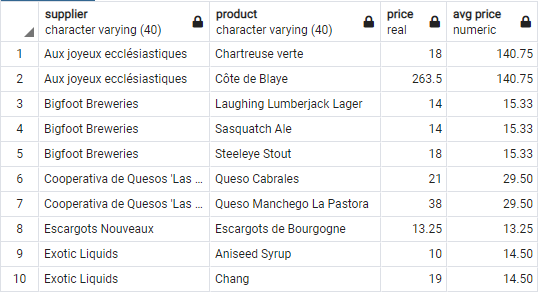 supplier product price avg price
character varying (40) character varying (40) real numeric
1 Aux joyeux ecclésiastiques Chartreuse verte 18 140.75
2 Aux joyeux ecclésiastiques Côte de Blaye 263.5 140.75
3 Bigfoot Breweries Laughing Lumberjack Lager 14 15.33
4 Bigfoot Breweries Sasquatch Ale 14 15.33
5 Bigfoot Breweries Steeleye Stout 18 15.33
6 Cooperativa de Quesos 'Las ... Queso Cabrales 21 29.50
7 Cooperativa de Quesos 'Las ... Queso Manchego La Pastora 38 29.50
8 Escargots Nouveaux Escargots de Bourgogne 13.25 13.25
9 Exotic Liquids Aniseed Syrup 10 14.50
10 Exotic Liquids Chang 19 14.50